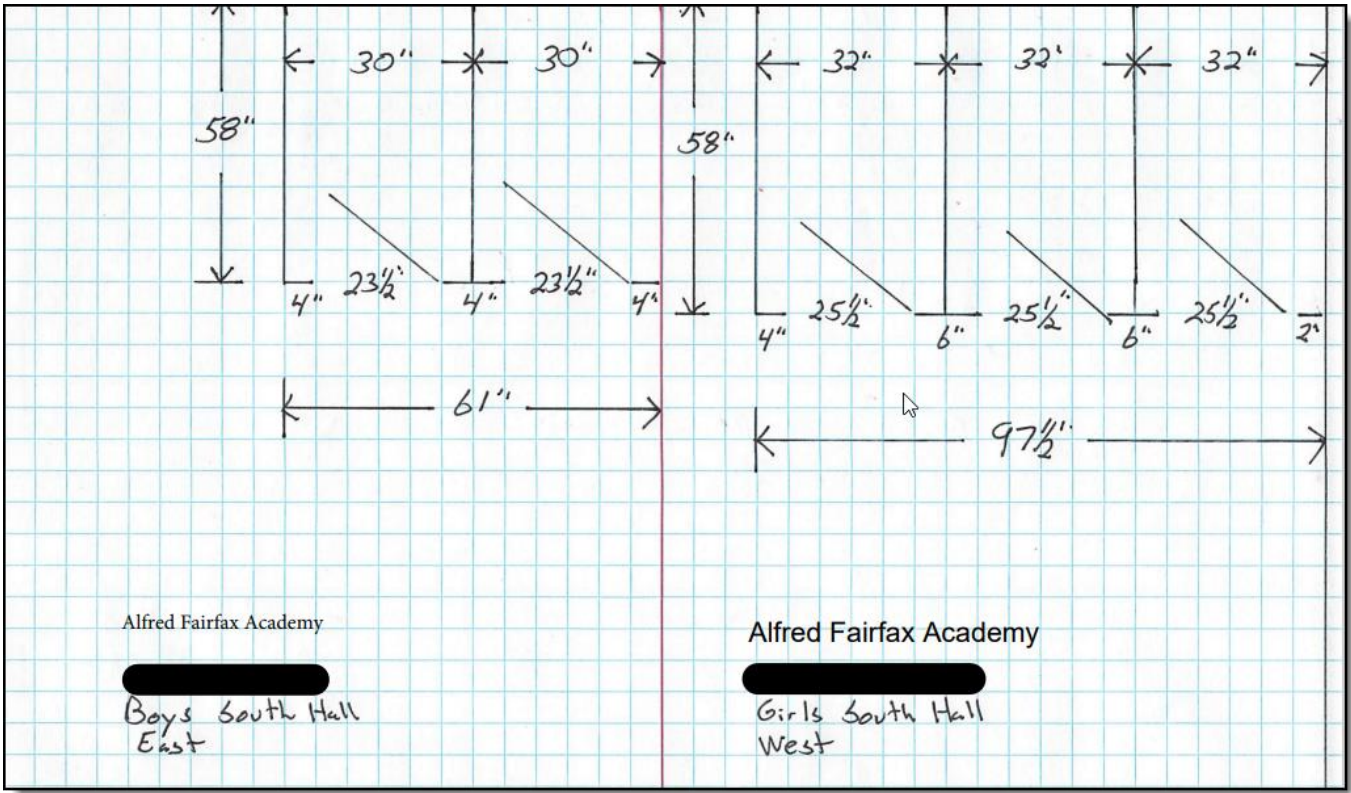 30" 30" 32" 32' 32"
58" 58"
4" 23½" 4" 23½" 4" 4" 25½" 6" 25½" 6" 25½" 2"
61" 97½"
Alfred Fairfax Academy
Boys South Hall
East
Alfred Fairfax Academy
Girls South Hall
West